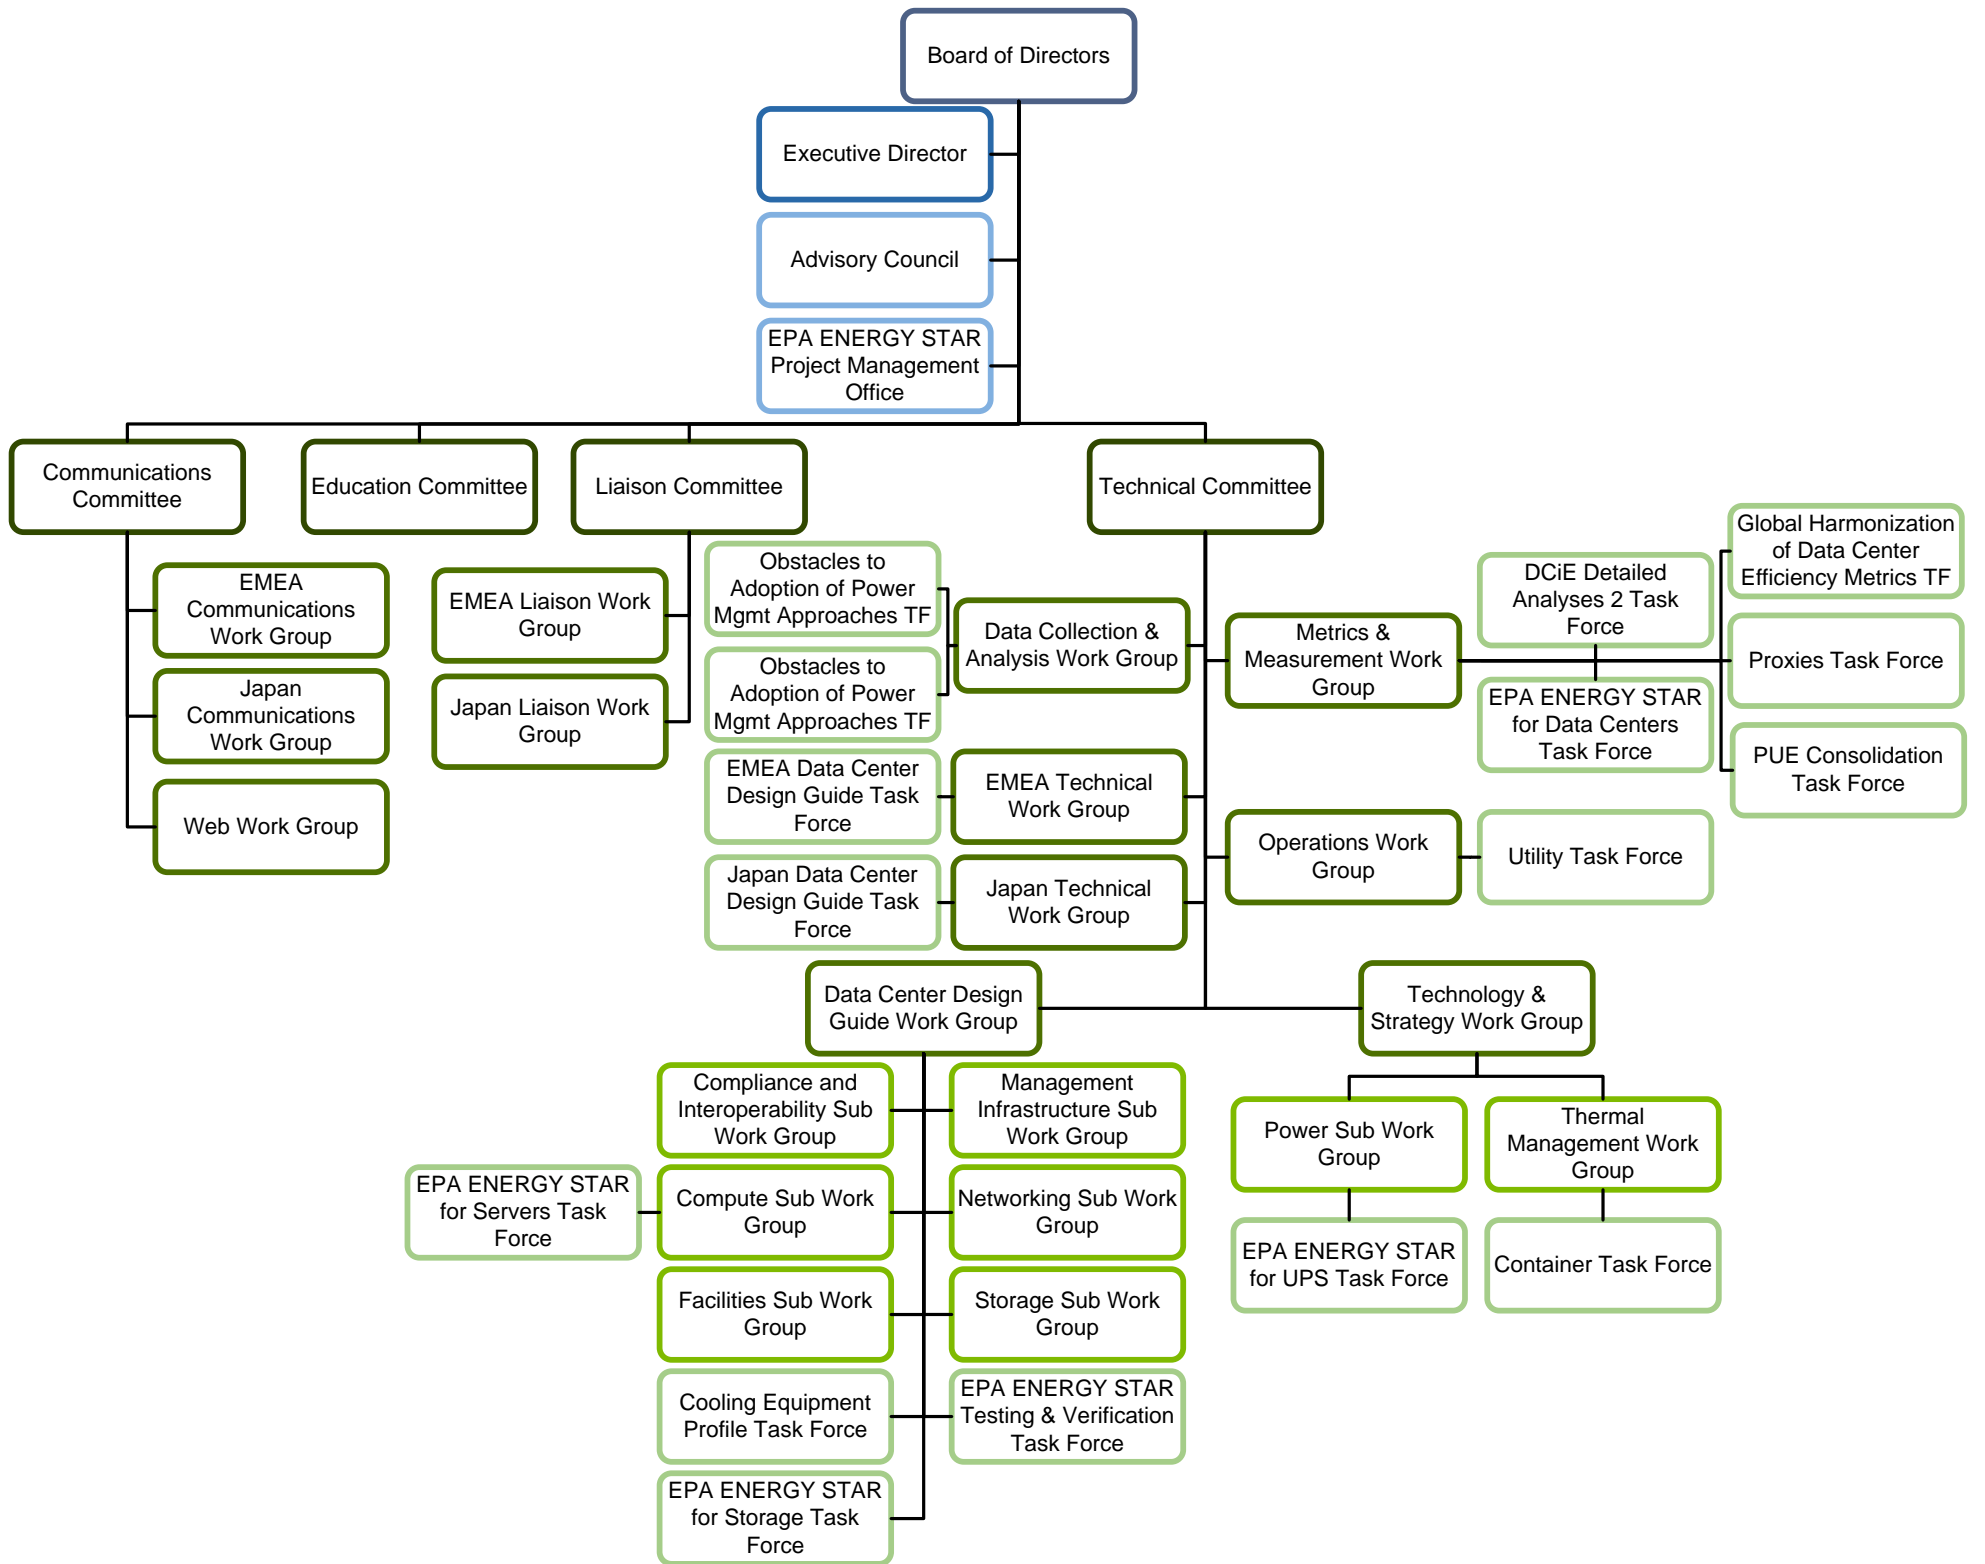 Board of Directors
Executive Director
Advisory Council
EPA ENERGY STAR
Project Management
Office
Communications
Committee
Education Committee
Liaison Committee
Technical Committee
EMEA
Communications
Work Group
Japan
Communications
Work Group
Web Work Group
EMEA Liaison Work
Group
Japan Liaison Work
Group
Obstacles to
Adoption of Power
Mgmt Approaches TF
Obstacles to
Adoption of Power
Mgmt Approaches TF
Data Collection &
Analysis Work Group
EMEA Data Center
Design Guide Task
Force
EMEA Technical
Work Group
Japan Data Center
Design Guide Task
Force
Japan Technical
Work Group
Metrics &
Measurement Work
Group
DCiE Detailed
Analyses 2 Task
Force
EPA ENERGY STAR
for Data Centers
Task Force
Global Harmonization
of Data Center
Efficiency Metrics TF
Proxies Task Force
PUE Consolidation
Task Force
Operations Work
Group
Utility Task Force
Data Center Design
Guide Work Group
Technology &
Strategy Work Group
Compliance and
Interoperability Sub
Work Group
Management
Infrastructure Sub
Work Group
EPA ENERGY STAR
for Servers Task
Force
Compute Sub Work
Group
Networking Sub Work
Group
Facilities Sub Work
Group
Storage Sub Work
Group
Cooling Equipment
Profile Task Force
EPA ENERGY STAR
Testing & Verification
Task Force
EPA ENERGY STAR
for Storage Task
Force
Power Sub Work
Group
Thermal
Management Work
Group
EPA ENERGY STAR
for UPS Task Force
Container Task Force